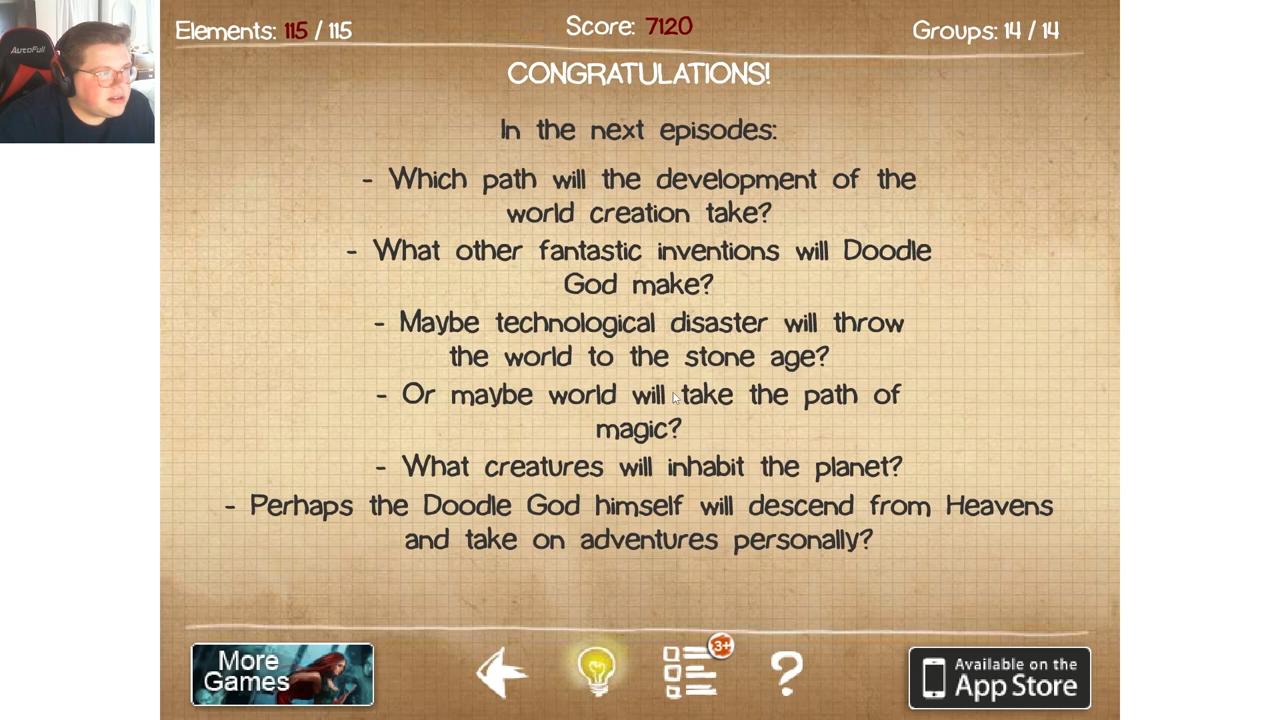 AutoFull
Elements: 115 / 115
Score: 7120
Groups: 14 / 14
CONGRATULATIONS!
In the next episodes:
- Which path will the development of the
world creation take?
- What other fantastic inventions will Doodle
God make?
- Maybe technological disaster will throw
the world to the stone age?
- Or maybe world will take the path of
magic?
- What creatures will inhabit the planet?
- Perhaps the Doodle God himself will descend from Heavens
and take on adventures personally?
More
Games
3+
?
Available on the
App Store